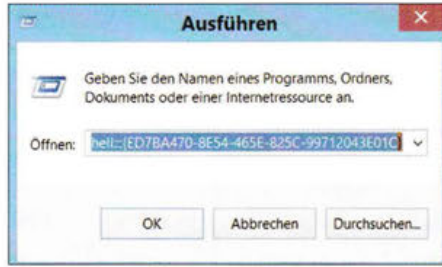 Ausführen
Geben Sie den Namen eines Programms, Ordners,
Dokuments oder einer Internetressource an.
Öffnen: hell:::{ED7BA470-8E54-465E-825C-99712043E01C}
OK Abbrechen Durchsuchen...